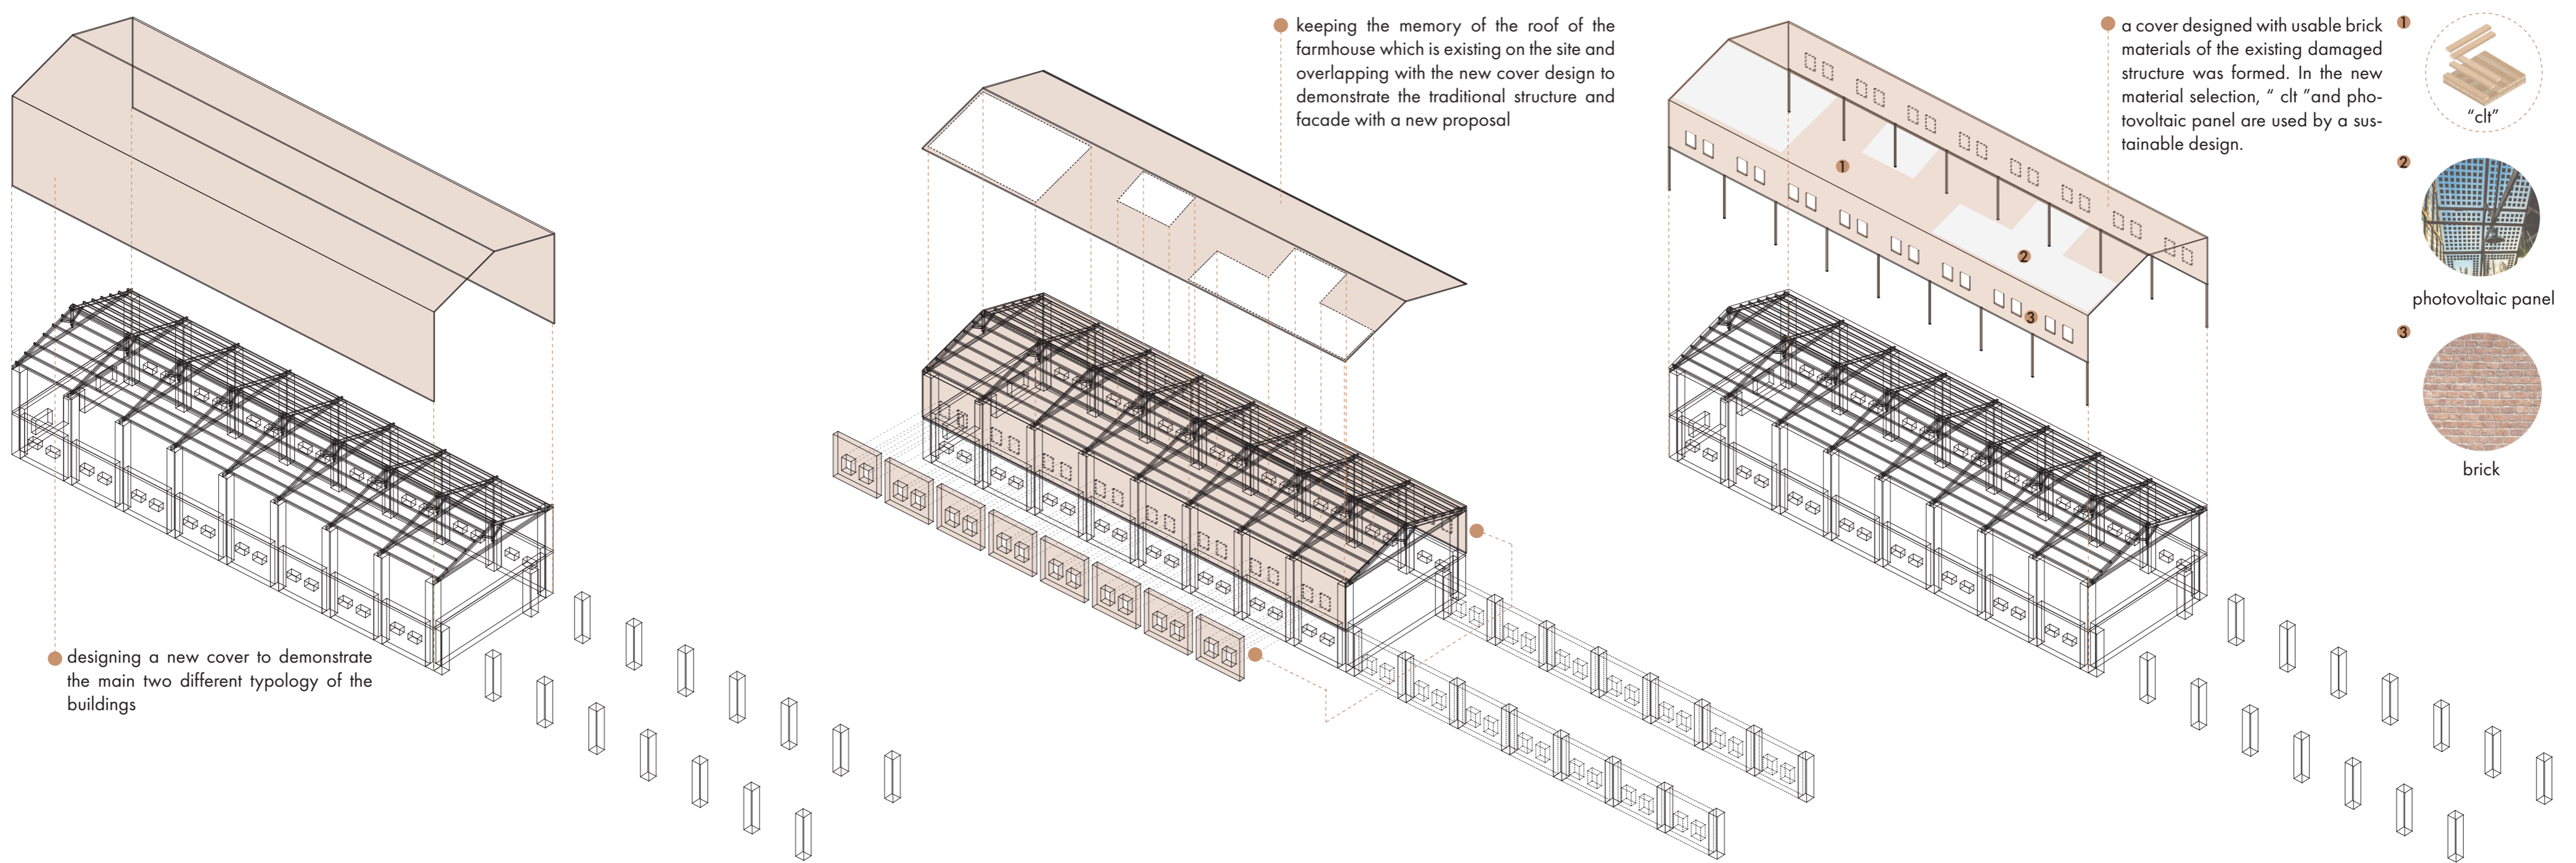 keeping the memory of the roof of the
farmhouse which is existing on the site and
overlapping with the new cover design to
demonstrate the traditional structure and
facade with a new proposal
a cover designed with usable brick
materials of the existing damaged
structure was formed. In the new
material selection, “ clt ”and pho-
tovoltaic panel are used by a sus-
tainable design.
1
“clt”
2
photovoltaic panel
3
brick
1
2
3
designing a new cover to demonstrate
the main two different typology of the
buildings